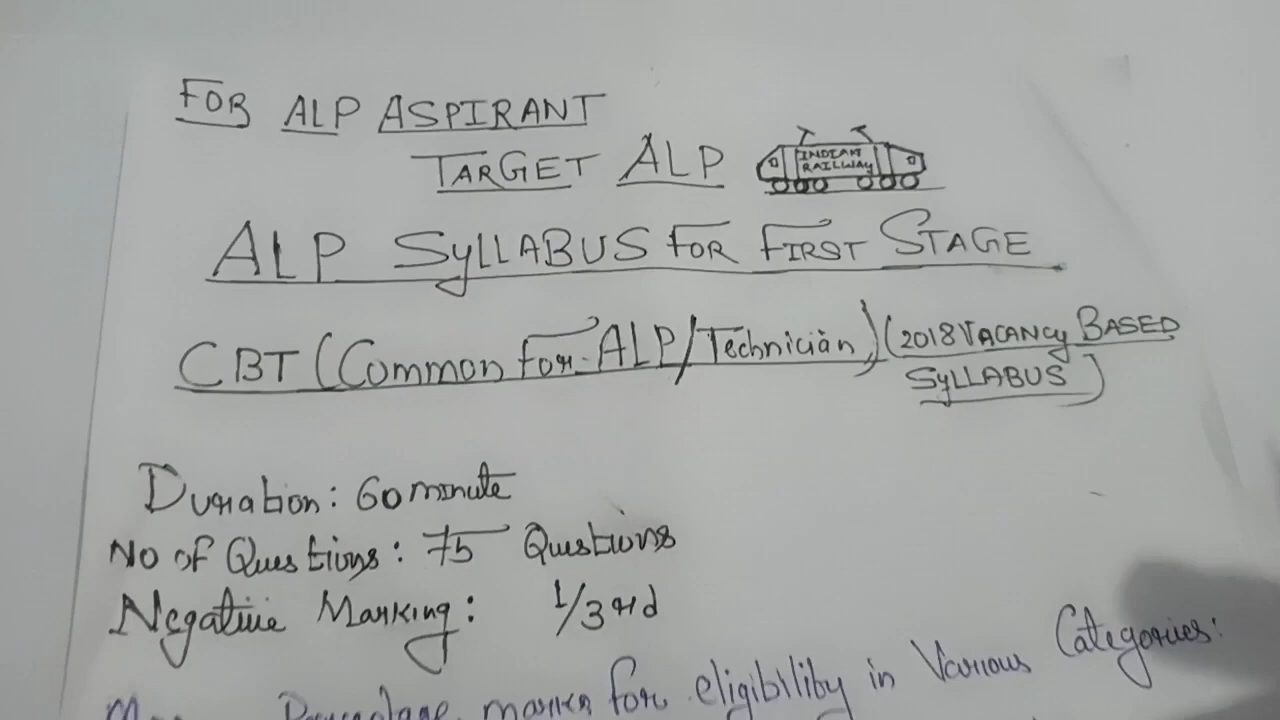 FOR ALP ASPIRANT
TARGET ALP
INDIAN
RAILWAY
ALP SYLLABUS FOR FIRST STAGE
CBT (Common for ALP/Technician) (2018 VACANCY BASED
SYLLABUS)
Duration: 60 minute
No of Questions: 75 Questions
Negative Marking: 1/3rd
Percentage marks for eligibility in Various Categories: